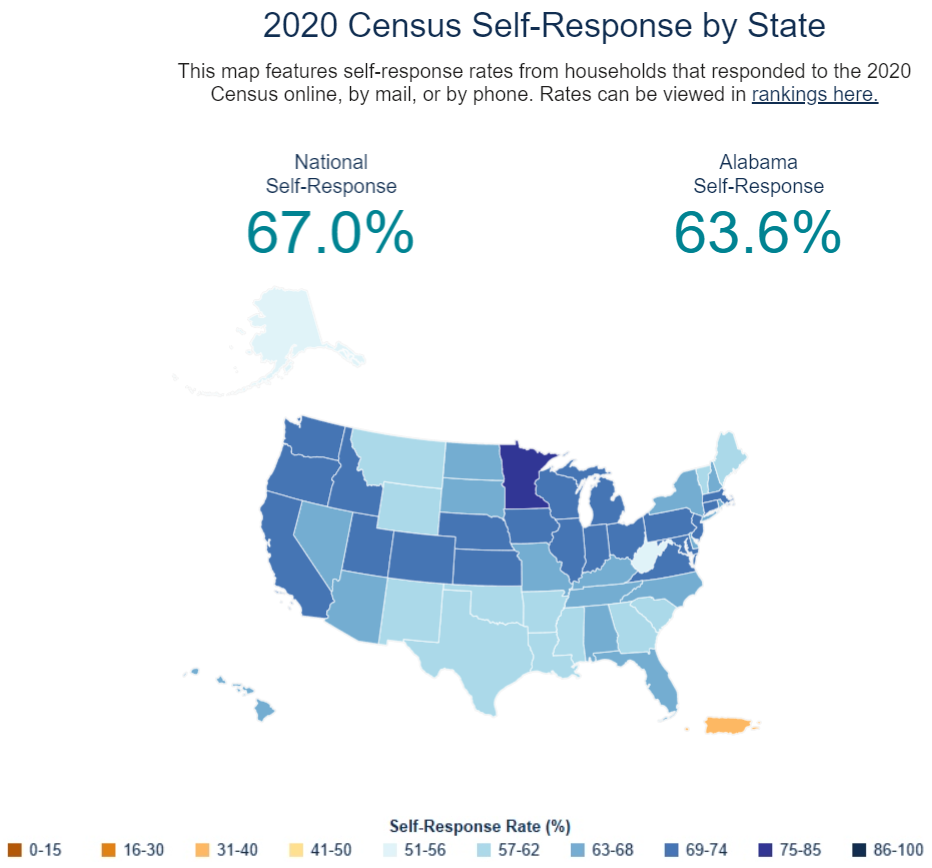 2020 Census Self-Response by State
This map features self-response rates from households that responded to the 2020
Census online, by mail, or by phone. Rates can be viewed in rankings here.
National
Self-Response
67.0%
Alabama
Self-Response
63.6%
Self-Response Rate (%)
0-15 16-30 31-40 41-50 51-56 57-62 63-68 69-74 75-85 86-100